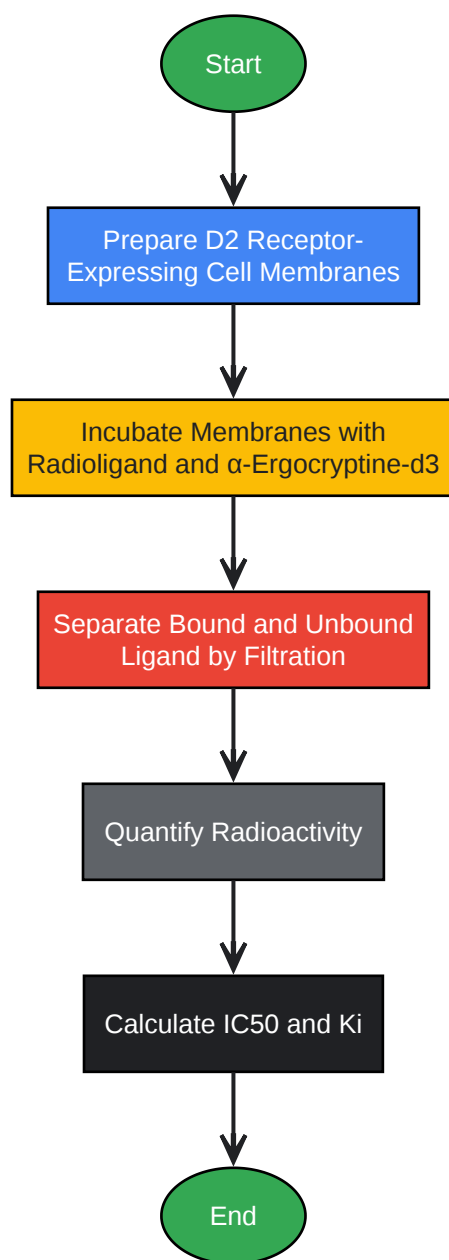 Start
Prepare D2 Receptor-
Expressing Cell Membranes
Incubate Membranes with
Radioligand and α-Ergocryptine-d3
Separate Bound and Unbound
Ligand by Filtration
Quantify Radioactivity
Calculate IC50 and Ki
End